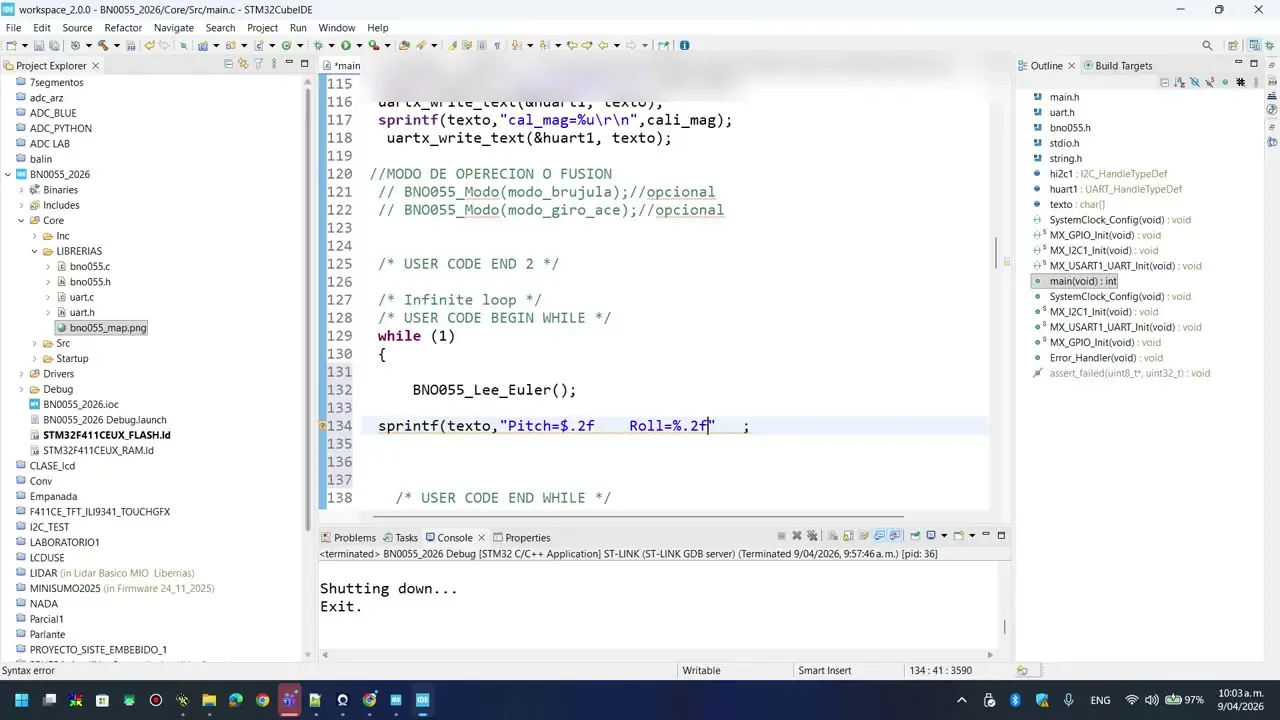 workspace_2.0.0 - BN0055_2026/Core/Src/main.c - STM32CubeIDE
File Edit Source Refactor Navigate Search Project Run Window Help
Project Explorer
7segmentos
adc_arz
ADC_BLUE
ADC_PYTHON
ADC LAB
balin
BN0055_2026
Binaries
Includes
Core
Inc
LIBRERIAS
bno055.c
bno055.h
uart.c
uart.h
bno055_map.png
Src
Startup
Drivers
Debug
BN0055_2026.ioc
BN0055_2026 Debug.launch
STM32F411CEUX_FLASH.ld
STM32F411CEUX_RAM.ld
CLASE_lcd
Conv
Empanada
F411CE_TFT_ILI9341_TOUCHGFX
I2C_TEST
LABORATORIO1
LCDUSE
LIDAR (in Lidar Basico MIO Liberrias)
MINISUMO2025 (in Firmware 24_11_2025)
NADA
Parcial1
Parlante
PROYECTO_SISTE_EMBEBIDO_1
*main
115
116 uartx_write_text(&huart1, texto);
117 sprintf(texto,"cal_mag=%u\r\n",cali_mag);
118 uartx_write_text(&huart1, texto);
119
120 //MODO DE OPERECION O FUSION
121 // BNO055_Modo(modo_brujula);//opcional
122 // BNO055_Modo(modo_giro_ace);//opcional
123
124
125 /* USER CODE END 2 */
126
127 /* Infinite loop */
128 /* USER CODE BEGIN WHILE */
129 while (1)
130 {
131
132 BNO055_Lee_Euler();
133
134 sprintf(texto,"Pitch=$.2f    Roll=%.2f"   ;
135
136
137
138 /* USER CODE END WHILE */
Problems Tasks Console Properties
<terminated> BN0055_2026 Debug [STM32 C/C++ Application] ST-LINK (ST-LINK GDB server) (Terminated 9/04/2026, 9:57:46 a.m.) [pid: 36]
Shutting down...
Exit.
Outline Build Targets
main.h
uart.h
bno055.h
stdio.h
string.h
hi2c1 : I2C_HandleTypeDef
huart1 : UART_HandleTypeDef
texto : char[]
SystemClock_Config(void) : void
MX_GPIO_Init(void) : void
MX_I2C1_Init(void) : void
MX_USART1_UART_Init(void) : void
main(void) : int
SystemClock_Config(void) : void
MX_I2C1_Init(void) : void
MX_USART1_UART_Init(void) : void
MX_GPIO_Init(void) : void
Error_Handler(void) : void
assert_failed(uint8_t*, uint32_t) : void
Syntax error Writable Smart Insert 134 : 41 : 3590
ENG 97% 10:03 a.m.
9/04/2026